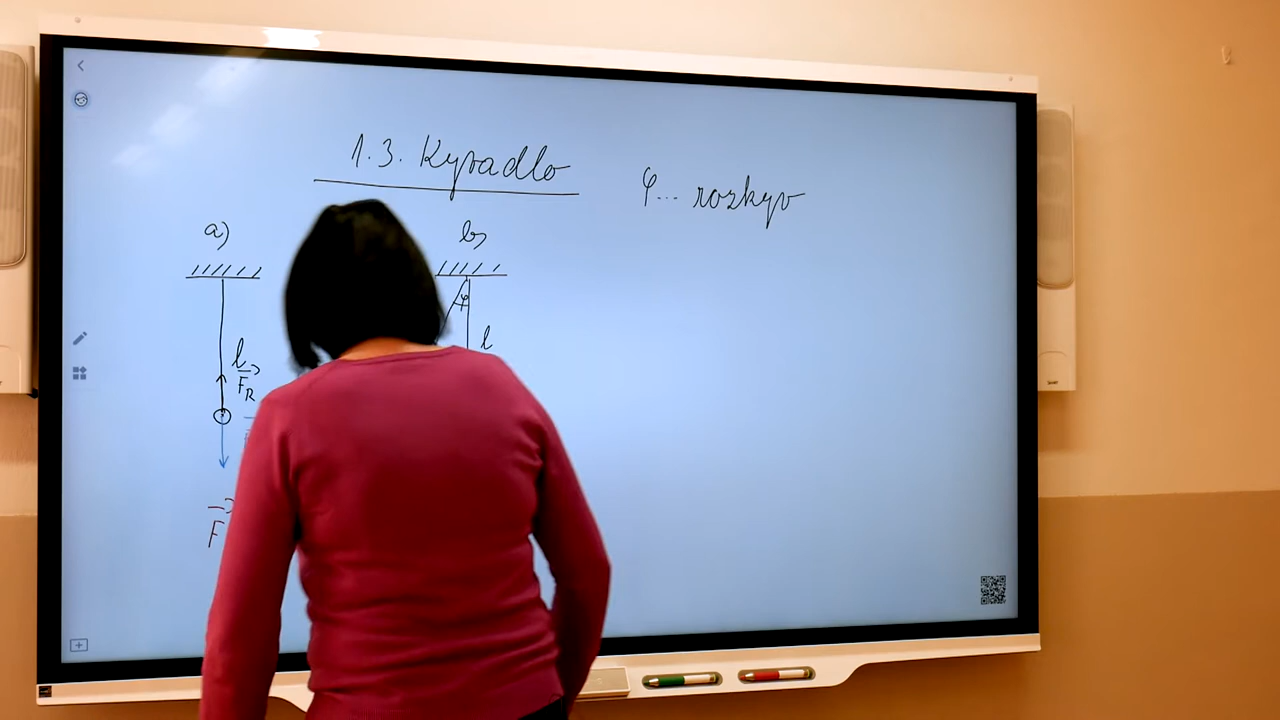 1.3. Kyvadlo
φ... rozkyv
a)
b)
φ
l
l
F_R
F